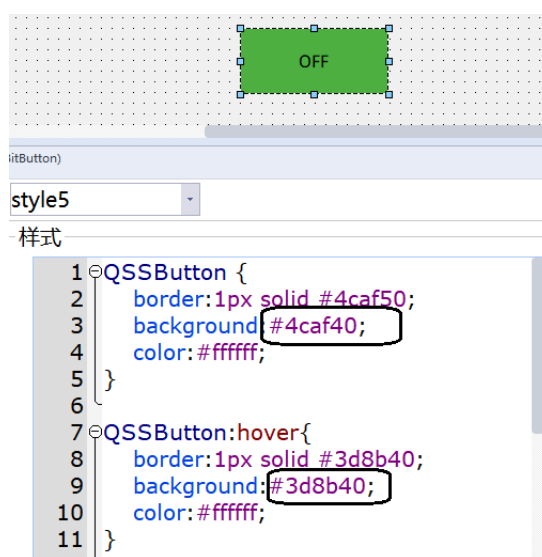 OFF
BitButton)
style5
样式
1 QSSButton {
2 border:1px solid #4caf50;
3 background:#4caf40;
4 color:#ffffff;
5 }
6
7 QSSButton:hover{
8 border:1px solid #3d8b40;
9 background:#3d8b40;
10 color:#ffffff;
11 }